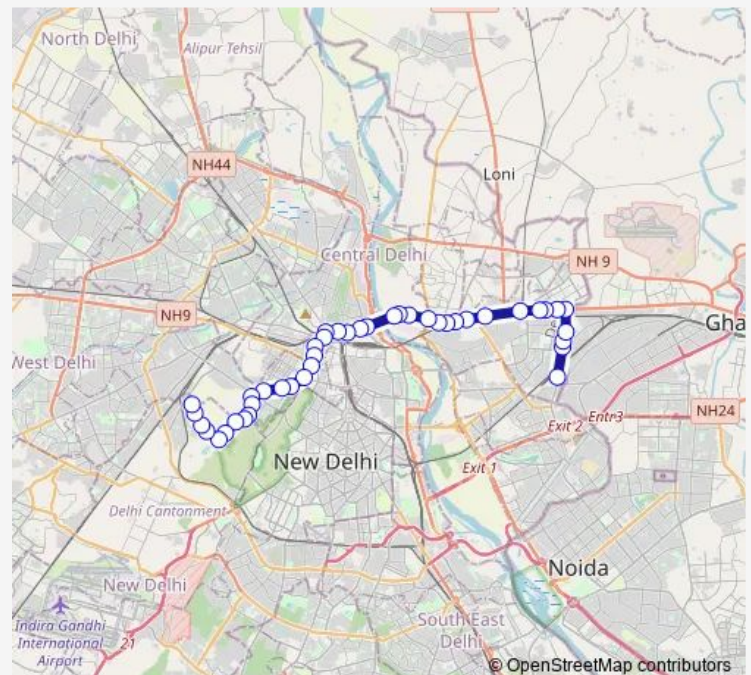 North Delhi
Alipur Tehsil
NH44
Loni
Central Delhi
NH 9
NH9
Gha
West Delhi
NH24
Entr3
Exit 2
New Delhi
Exit 1
Delhi Cantonment
Noida
New Delhi
Indira Gandhi
International
Airport
21
South East
Delhi
© OpenStreetMap contributors